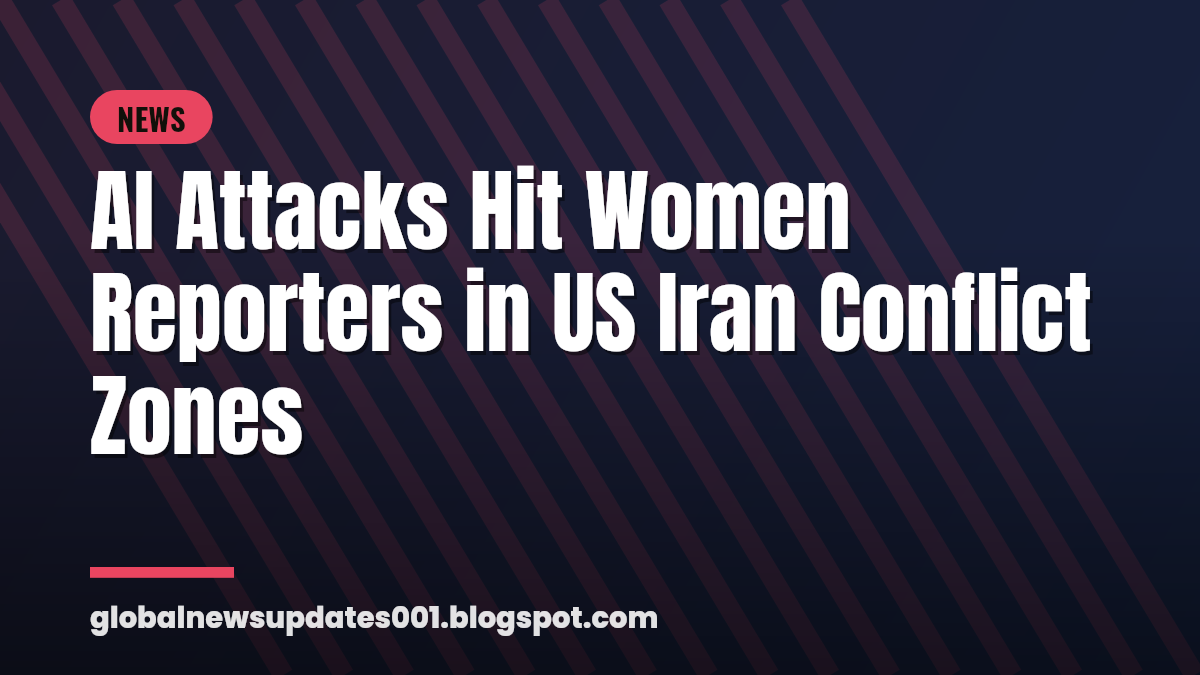 NEWS
AI Attacks Hit Women
Reporters in US Iran Conflict
Zones
globalnewsupdates001.blogspot.com